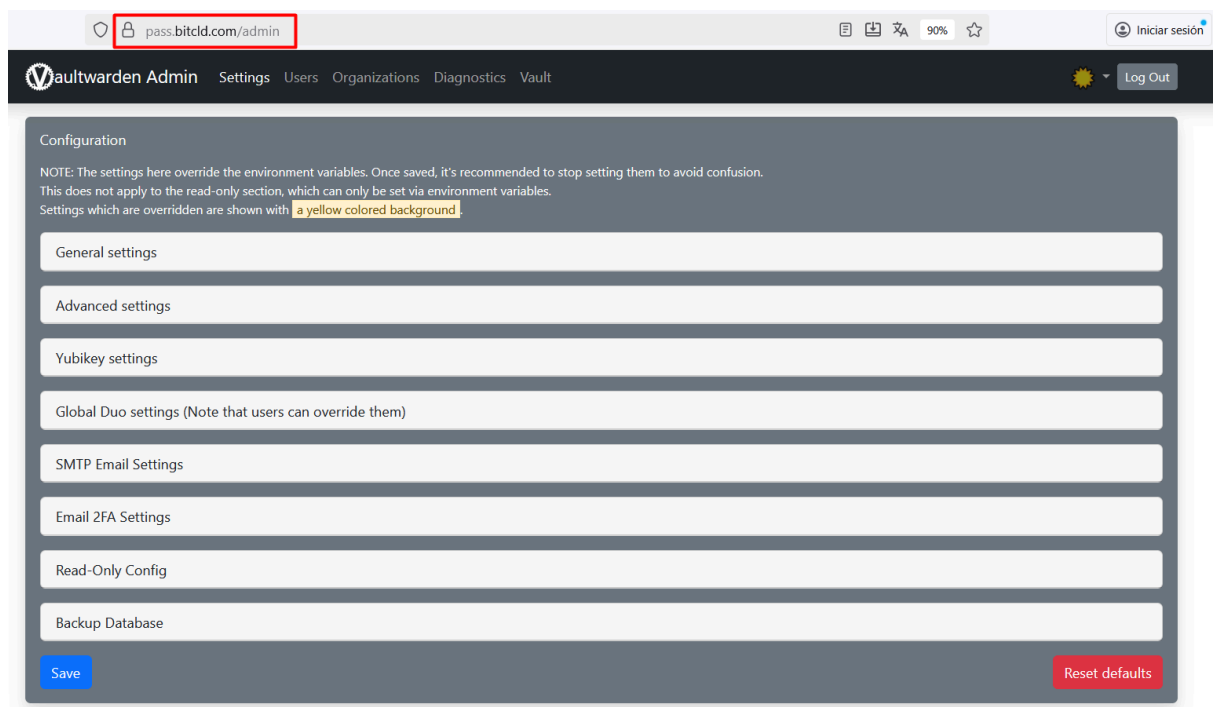 pass.bitcld.com/admin
90%
Iniciar sesión
Vaultwarden Admin Settings Users Organizations Diagnostics Vault
Log Out
Configuration
NOTE: The settings here override the environment variables. Once saved, it's recommended to stop setting them to avoid confusion.
This does not apply to the read-only section, which can only be set via environment variables.
Settings which are overridden are shown with a yellow colored background.
General settings
Advanced settings
Yubikey settings
Global Duo settings (Note that users can override them)
SMTP Email Settings
Email 2FA Settings
Read-Only Config
Backup Database
Save
Reset defaults